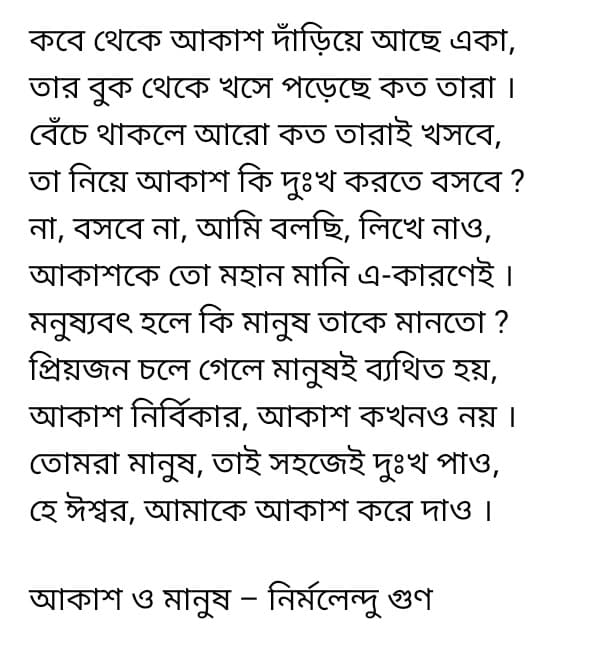 কবে থেকে আকাশ দাঁড়িয়ে আছে একা,
তার বুক থেকে খসে পড়েছে কত তারা ।
বেঁচে থাকলে আরো কত তারাই খসবে,
তা নিয়ে আকাশ কি দুঃখ করতে বসবে ?
না, বসবে না, আমি বলছি, লিখে নাও,
আকাশকে তো মহান মানি এ-কারণেই ।
মনুষ্যবৎ হলে কি মানুষ তাকে মানতো ?
প্রিয়জন চলে গেলে মানুষই ব্যথিত হয়,
আকাশ নির্বিকার, আকাশ কখনও নয় ।
তোমরা মানুষ, তাই সহজেই দুঃখ পাও,
হে ঈশ্বর, আমাকে আকাশ করে দাও ।
আকাশ ও মানুষ – নির্মলেন্দু গুণ